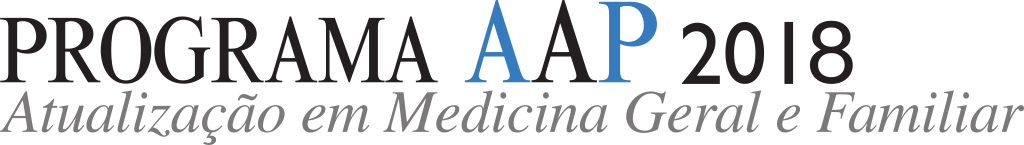 PROGRAMA AAP 2018
Atualização em Medicina Geral e Familiar